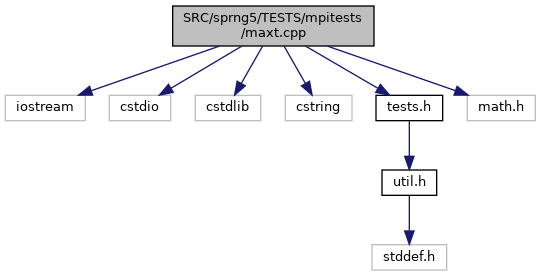 SRC/sprng5/TESTS/mpitests
/maxt.cpp
iostream
cstdio
cstdlib
cstring
tests.h
math.h
util.h
stddef.h